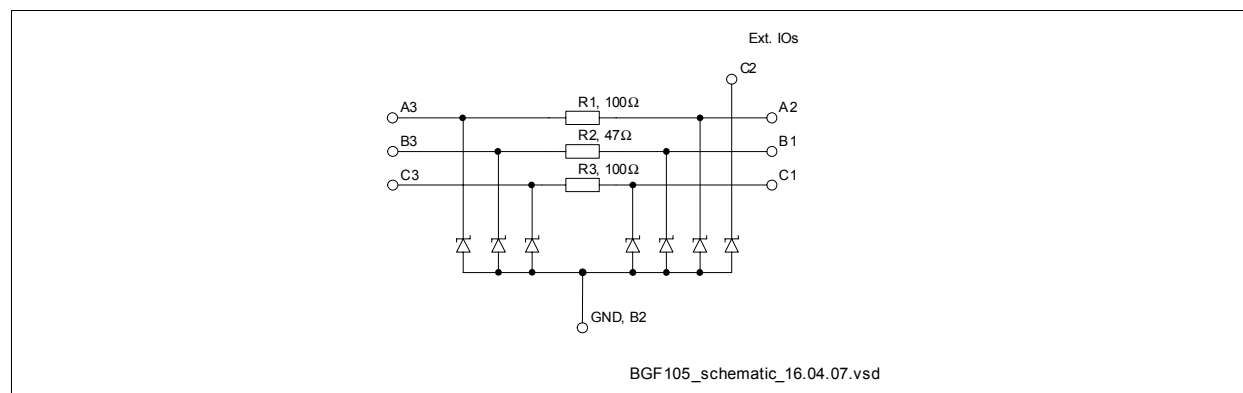 Ext. IOs
C2
A3
R1, 100Ω
A2
B3
R2, 47Ω
B1
C3
R3, 100Ω
C1
GND, B2
BGF105_schematic_16.04.07.vsd